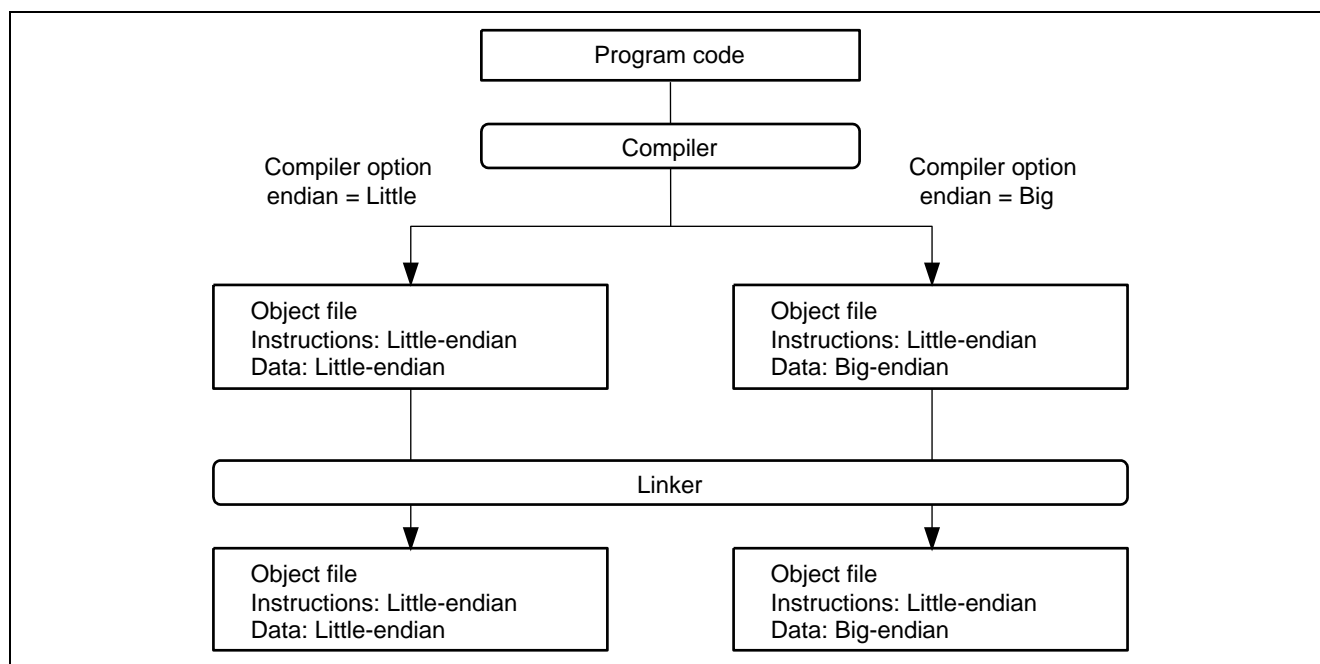 Program code
Compiler
Compiler option
endian = Little
Compiler option
endian = Big
Object file
Instructions: Little-endian
Data: Little-endian
Object file
Instructions: Little-endian
Data: Big-endian
Linker
Object file
Instructions: Little-endian
Data: Little-endian
Object file
Instructions: Little-endian
Data: Big-endian